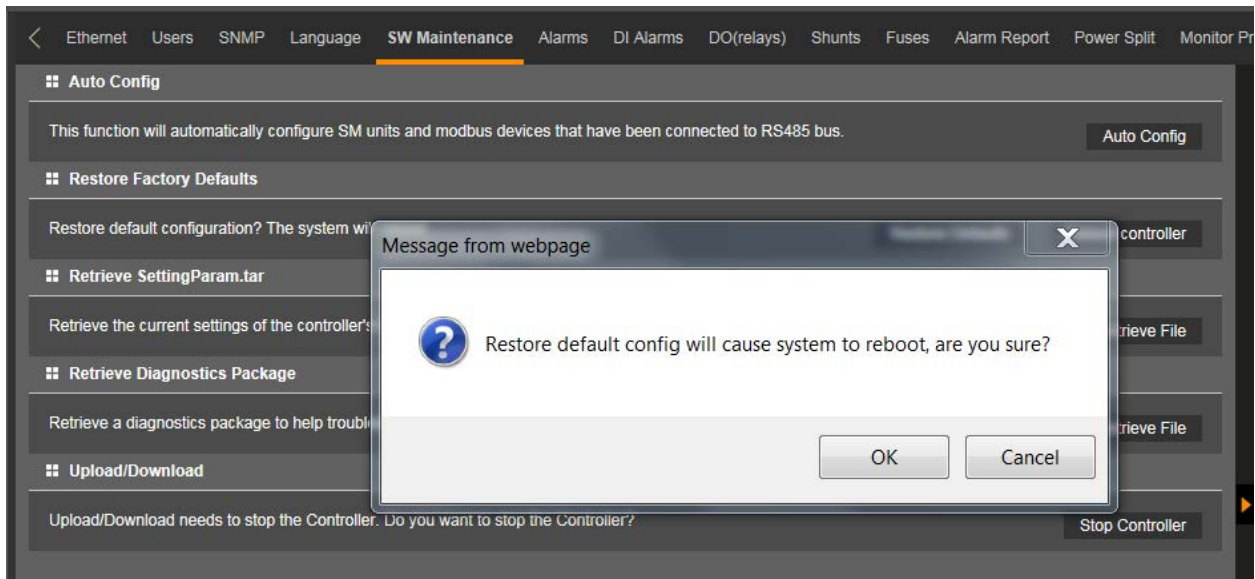 Ethernet Users SNMP Language SW Maintenance Alarms DI Alarms DO(relays) Shunts Fuses Alarm Report Power Split Monitor Pr
Auto Config
This function will automatically configure SM units and modbus devices that have been connected to RS485 bus. Auto Config
Restore Factory Defaults
Restore default configuration? The system wi controller
Message from webpage X
Retrieve SettingParam.tar
Retrieve the current settings of the controller's trieve File
Restore default config will cause system to reboot, are you sure?
Retrieve Diagnostics Package
Retrieve a diagnostics package to help troubl trieve File
OK Cancel
Upload/Download
Upload/Download needs to stop the Controller. Do you want to stop the Controller? Stop Controller